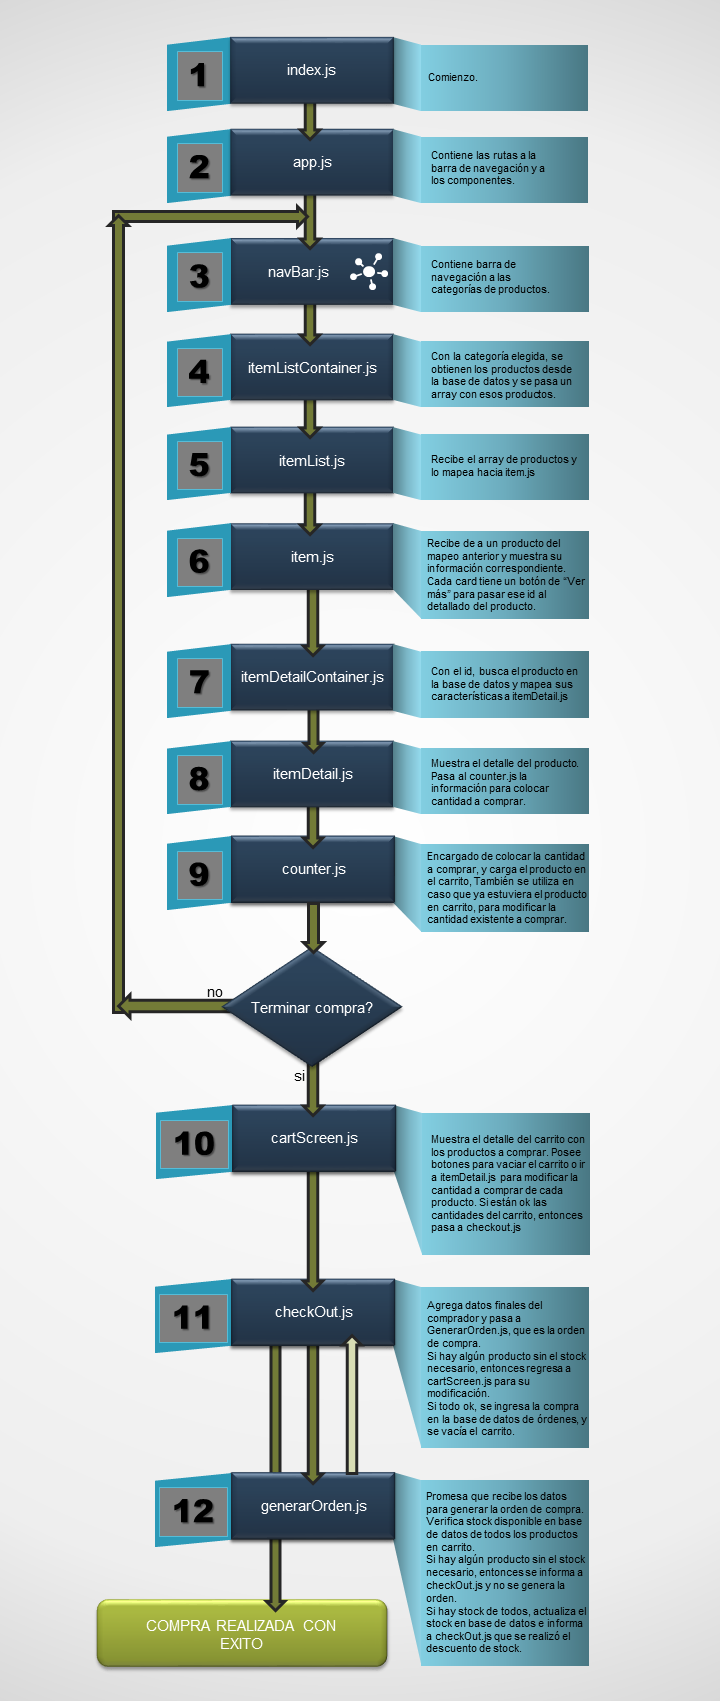 1
index.js
Comienzo.
2
app.js
Contiene las rutas a la
barra de navegación y a
los componentes.
3
navBar.js
Contiene barra de
navegación a las
categorías de productos.
4
itemListContainer.js
Con la categoría elegida, se
obtienen los productos desde
la base de datos y se pasa un
array con esos productos.
5
itemList.js
Recibe el array de productos y
lo mapea hacia item.js
6
item.js
Recibe de a un producto del
mapeo anterior y muestra su
información correspondiente.
Cada card tiene un botón de “Ver
más” para pasar ese id al
detallado del producto.
7
itemDetailContainer.js
Con el id, busca el producto en
la base de datos y mapea sus
características a itemDetail.js
8
itemDetail.js
Muestra el detalle del producto.
Pasa al counter.js la
información para colocar
cantidad a comprar.
9
counter.js
Encargado de colocar la cantidad
a comprar, y carga el producto en
el carrito, También se utiliza en
caso que ya estuviera el producto
en carrito, para modificar la
cantidad existente a comprar.
no
Terminar compra?
si
10
cartScreen.js
Muestra el detalle del carrito con
los productos a comprar. Posee
botones para vaciar el carrito o ir
a itemDetail.js para modificar la
cantidad a comprar de cada
producto. Si están ok las
cantidades del carrito, entonces
pasa a checkout.js
11
checkOut.js
Agrega datos finales del
comprador y pasa a
GenerarOrden.js, que es la orden
de compra.
Si hay algún producto sin el stock
necesario, entonces regresa a
cartScreen.js para su
modificación.
Si todo ok, se ingresa la compra
en la base de datos de órdenes, y
se vacía el carrito.
12
generarOrden.js
Promesa que recibe los datos
para generar la orden de compra.
Verifica stock disponible en base
de datos de todos los productos
en carrito.
Si hay algún producto sin el stock
necesario, entonces se informa a
checkOut.js y no se genera la
orden.
Si hay stock de todos, actualiza el
stock en base de datos e informa
a checkOut.js que se realizó el
descuento de stock.
COMPRA REALIZADA CON
EXITO